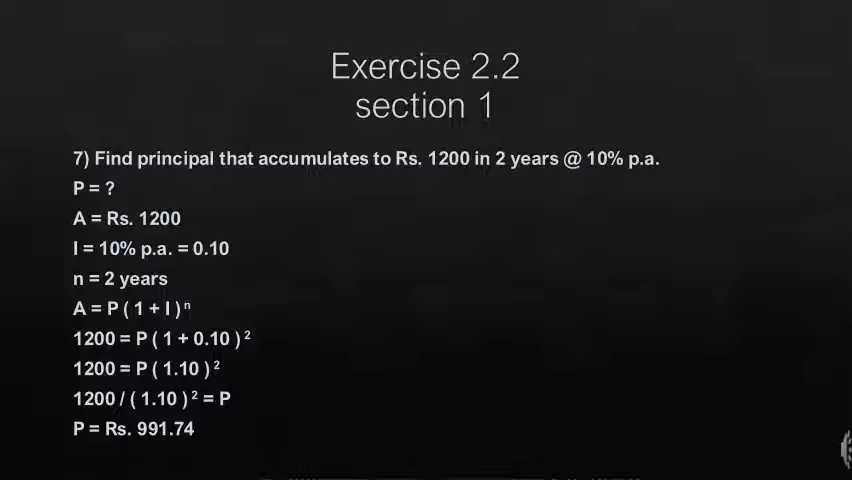 Exercise 2.2
section 1
7) Find principal that accumulates to Rs. 1200 in 2 years @ 10% p.a.
P = ?
A = Rs. 1200
I = 10% p.a. = 0.10
n = 2 years
A = P ( 1 + I ) ⁿ
1200 = P ( 1 + 0.10 ) ²
1200 = P ( 1.10 ) ²
1200 / ( 1.10 ) ² = P
P = Rs. 991.74